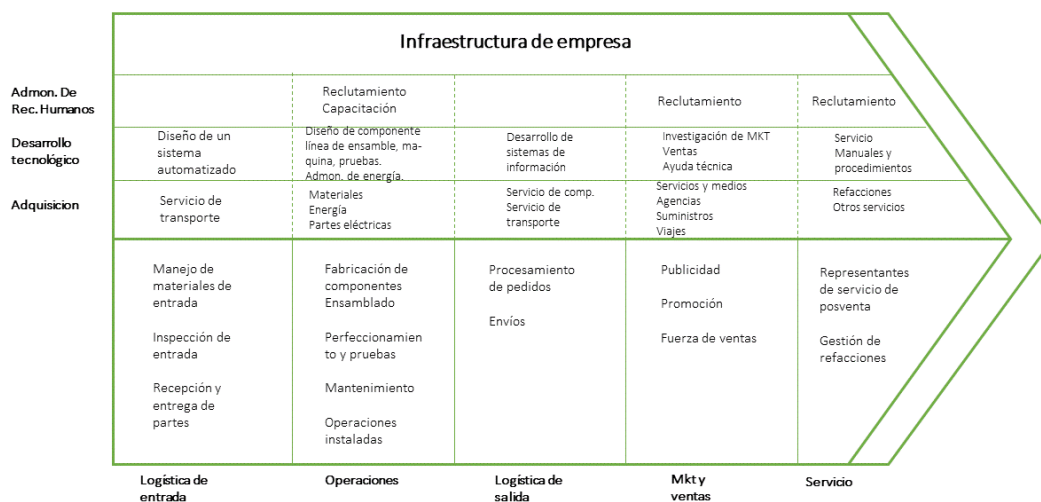 Infraestructura de empresa
Admon. De
Rec. Humanos
Reclutamiento
Capacitación
Reclutamiento
Reclutamiento
Desarrollo
tecnológico
Diseño de un
sistema
automatizado
Diseño de componente
línea de ensamble, ma-
quina, pruebas.
Admon. de energía.
Desarrollo de
sistemas de
información
Investigación de MKT
Ventas
Ayuda técnica
Servicio
Manuales y
procedimientos
Adquisicion
Servicio de
transporte
Materiales
Energía
Partes eléctricas
Servicio de comp.
Servicio de
transporte
Servicios y medios
Agencias
Suministros
Viajes
Refacciones
Otros servicios
Manejo de
materiales de
entrada
Inspección de
entrada
Recepción y
entrega de
partes
Fabricación de
componentes
Ensamblado
Perfeccionamien
to y pruebas
Mantenimiento
Operaciones
instaladas
Procesamiento
de pedidos
Envíos
Publicidad
Promoción
Fuerza de ventas
Representantes
de servicio de
posventa
Gestión de
refacciones
Logística de
entrada
Operaciones
Logística de
salida
Mkt y
ventas
Servicio